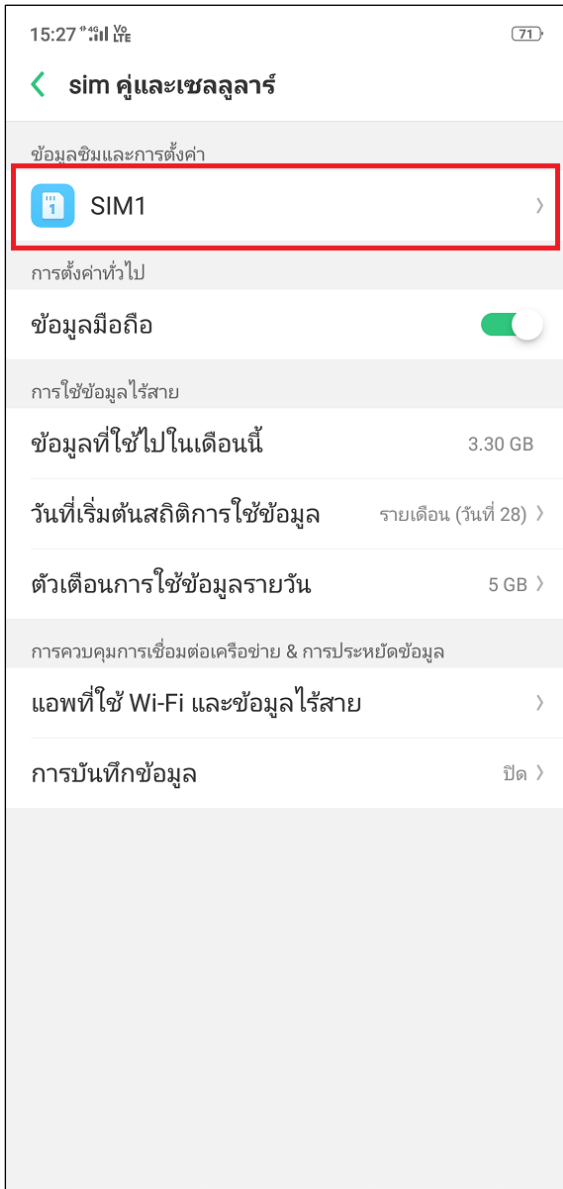 15:27 4G Vo LTE 71
sim คู่และเซลลูลาร์
ข้อมูลซิมและการตั้งค่า
1 SIM1
การตั้งค่าทั่วไป
ข้อมูลมือถือ
การใช้ข้อมูลไร้สาย
ข้อมูลที่ใช้ไปในเดือนนี้ 3.30 GB
วันที่เริ่มต้นสถิติการใช้ข้อมูล รายเดือน (วันที่ 28)
ตัวเตือนการใช้ข้อมูลรายวัน 5 GB
การควบคุมการเชื่อมต่อเครือข่าย & การประหยัดข้อมูล
แอพที่ใช้ Wi-Fi และข้อมูลไร้สาย
การบันทึกข้อมูล ปิด